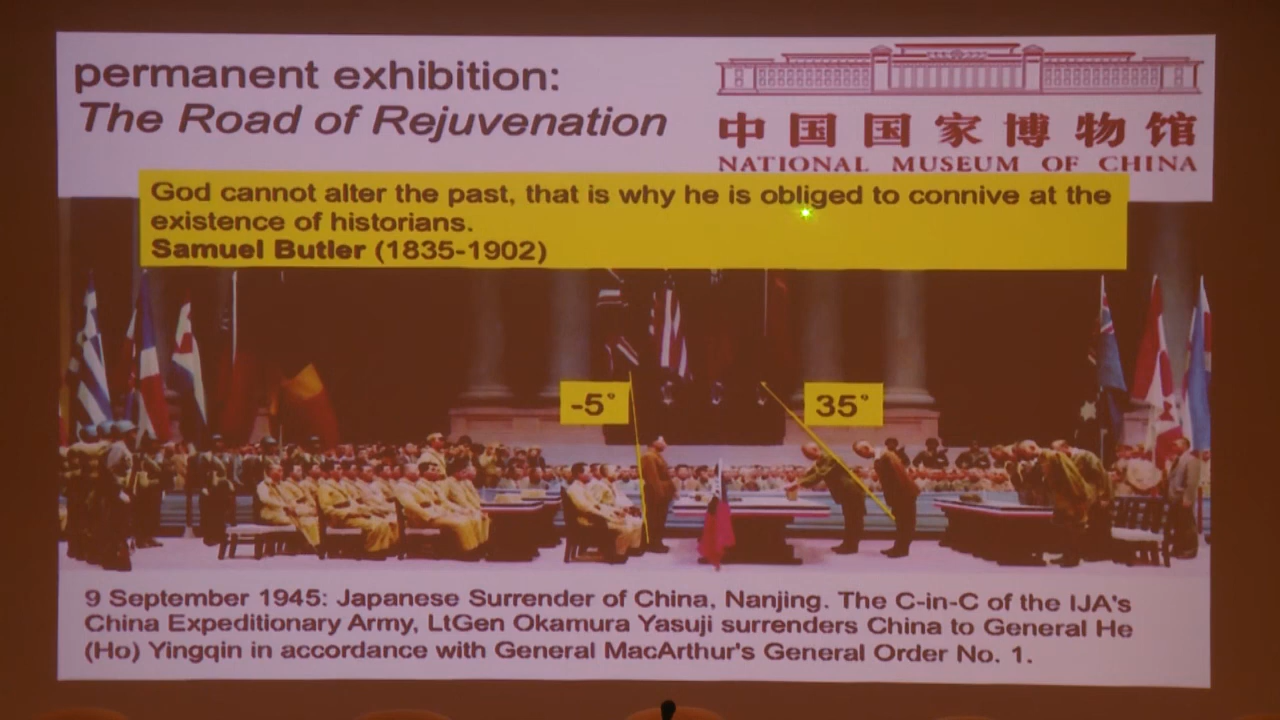 permanent exhibition:
The Road of Rejuvenation
中国国家博物馆
NATIONAL MUSEUM OF CHINA
God cannot alter the past, that is why he is obliged to connive at the
existence of historians.
Samuel Butler (1835-1902)
-5°
35°
9 September 1945: Japanese Surrender of China, Nanjing. The C-in-C of the IJA's
China Expeditionary Army, LtGen Okamura Yasuji surrenders China to General He
(Ho) Yingqin in accordance with General MacArthur's General Order No. 1.